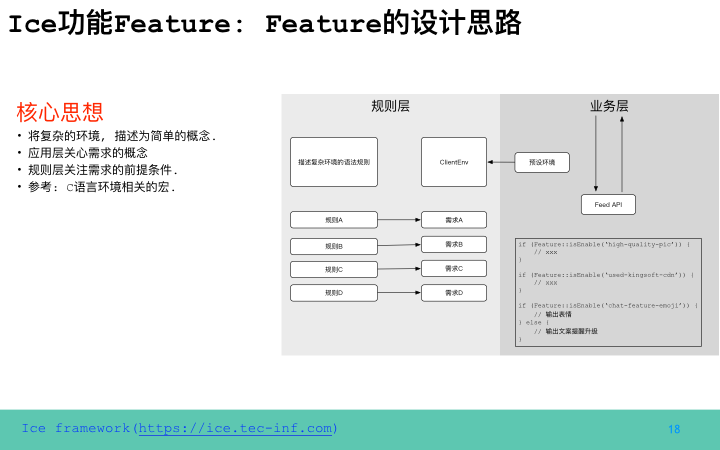 Ice功能Feature: Feature的设计思路
核心思想
• 将复杂的环境, 描述为简单的概念.
• 应用层关心需求的概念
• 规则层关注需求的前提条件.
• 参考: C语言环境相关的宏.
规则层
描述复杂环境的语法规则
ClientEnv
规则A
需求A
规则B
需求B
规则C
需求C
规则D
需求D
业务层
预设环境
Feed API
if (Feature::isEnable('high-quality-pic')) {
// xxx
}
if (Feature::isEnable('used-kingsoft-cdn')) {
// xxx
}
if (Feature::isEnable('chat-feature-emoji')) {
// 输出表情
} else {
// 输出文案提醒升级
}
Ice framework(https://ice.tec-inf.com)
18